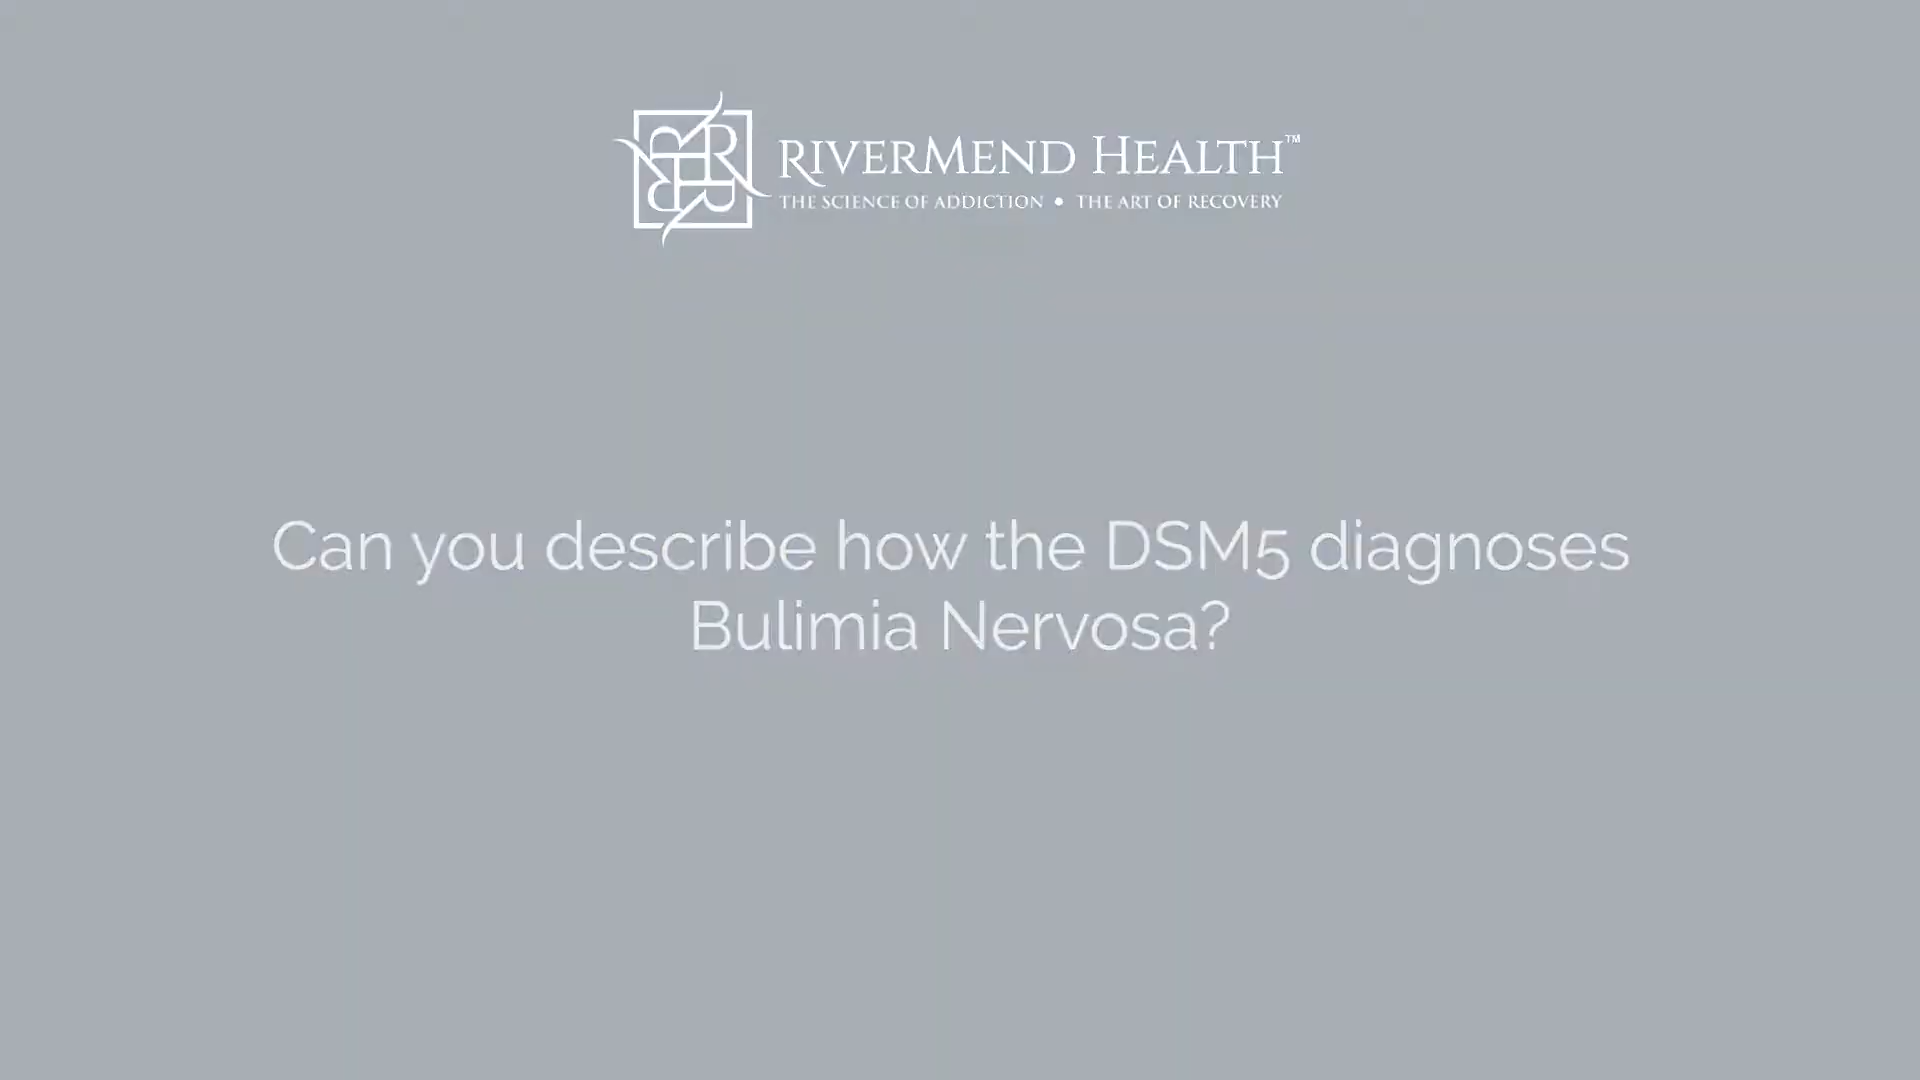 RIVERMEND HEALTH™
THE SCIENCE OF ADDICTION • THE ART OF RECOVERY
Can you describe how the DSM5 diagnoses
Bulimia Nervosa?